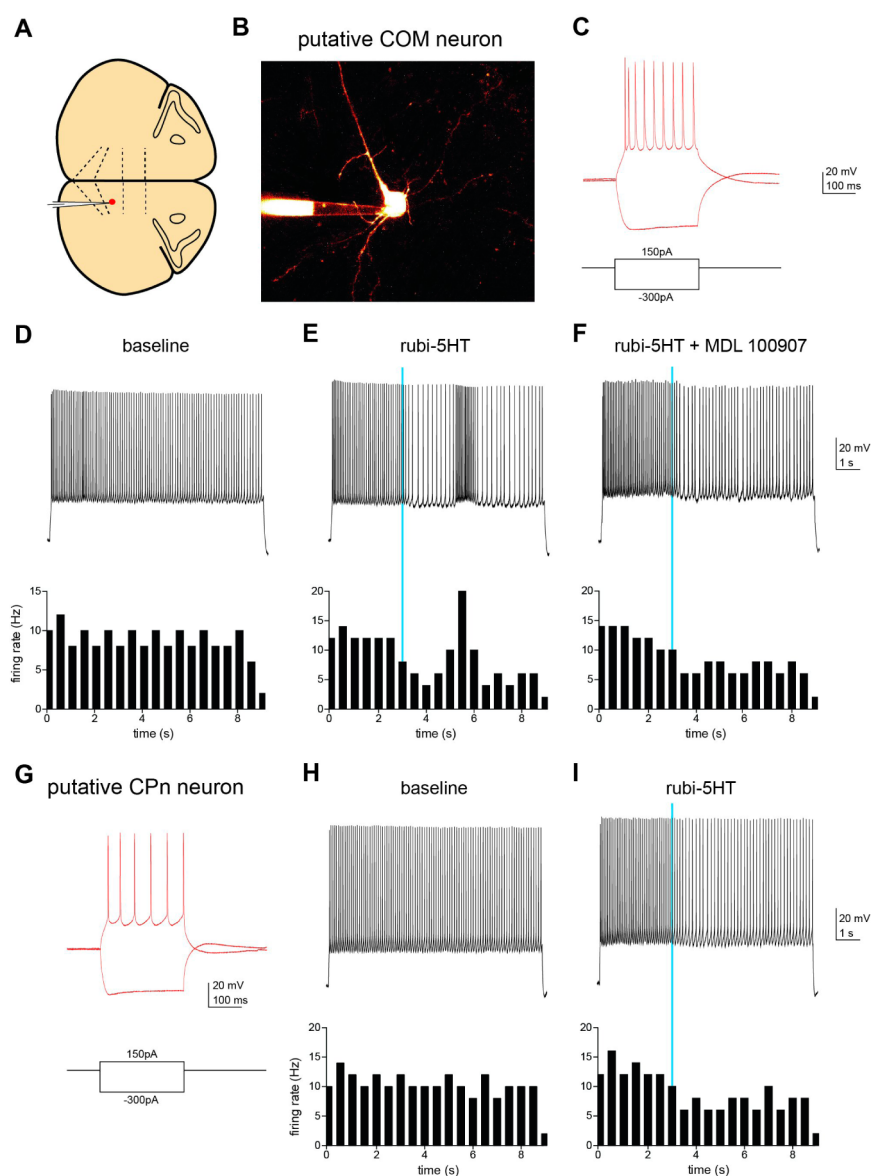 A
B
putative COM neuron
C
20 mV
100 ms
150pA
-300pA
D
baseline
E
rubi-5HT
F
rubi-5HT + MDL 100907
20 mV
1 s
firing rate (Hz)
15
10
5
0
0 2 4 6 8
time (s)
20
15
10
5
0
0 2 4 6 8
time (s)
20
15
10
5
0
0 2 4 6 8
time (s)
G
putative CPn neuron
20 mV
100 ms
150pA
-300pA
H
baseline
I
rubi-5HT
20 mV
1 s
firing rate (Hz)
20
15
10
5
0
0 2 4 6 8
time (s)
20
15
10
5
0
0 2 4 6 8
time (s)